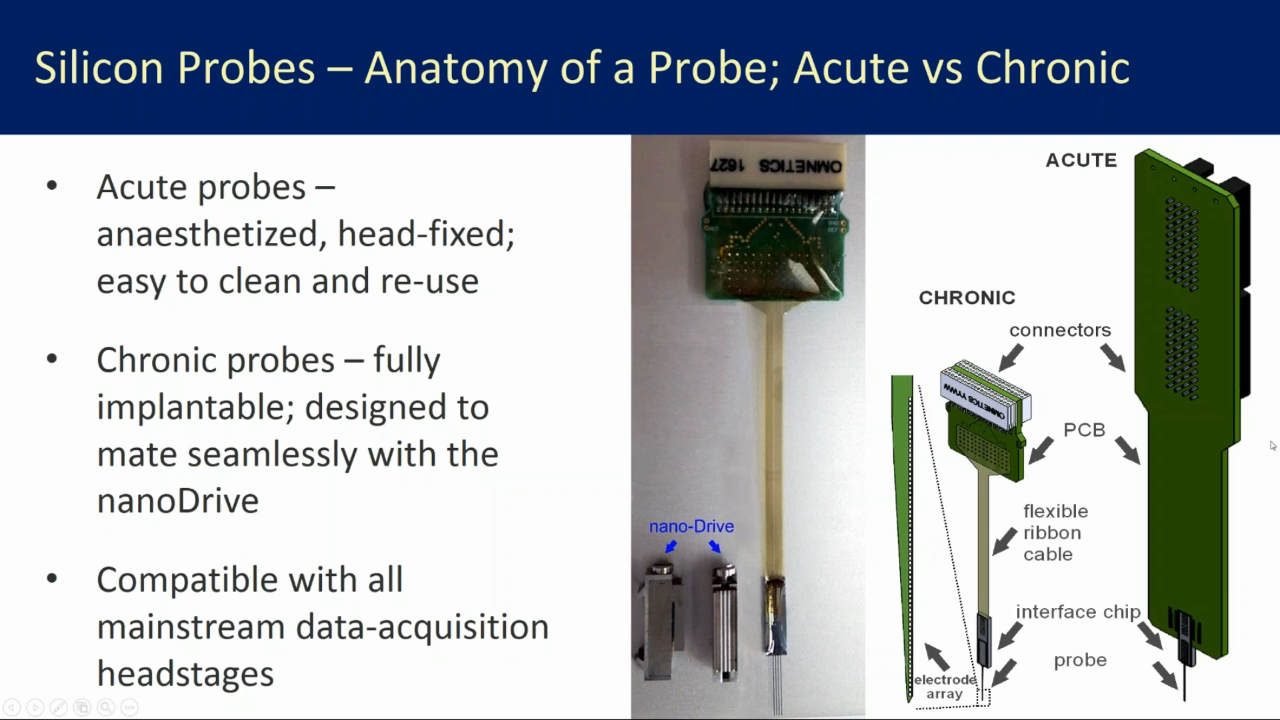 Silicon Probes – Anatomy of a Probe; Acute vs Chronic
• Acute probes –
anaesthetized, head-fixed;
easy to clean and re-use
• Chronic probes – fully
implantable; designed to
mate seamlessly with the
nanoDrive
• Compatible with all
mainstream data-acquisition
headstages
OMNETICS 1627
nano-Drive
ACUTE
CHRONIC
connectors
OMNETICS YYWW
PCB
flexible
ribbon
cable
interface chip
probe
electrode
array